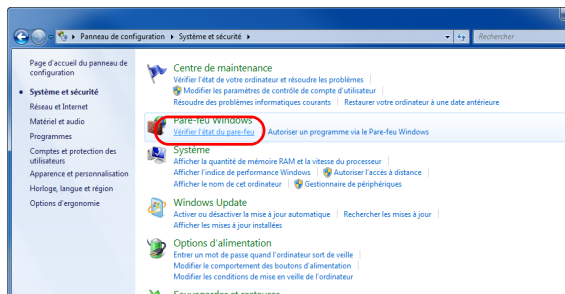 Panneau de configuration ▸ Système et sécurité ▸
Rechercher
Page d'accueil du panneau de
configuration
Système et sécurité
Réseau et Internet
Matériel et audio
Programmes
Comptes et protection des
utilisateurs
Apparence et personnalisation
Horloge, langue et région
Options d'ergonomie
Centre de maintenance
Vérifier l'état de votre ordinateur et résoudre les problèmes
Modifier les paramètres de contrôle de compte d'utilisateur
Résoudre des problèmes informatiques courants | Restaurer votre ordinateur à une date antérieure
Pare-feu Windows
Vérifier l'état du pare-feu | Autoriser un programme via le Pare-feu Windows
Système
Afficher la quantité de mémoire RAM et la vitesse du processeur
Afficher l'indice de performance Windows | Autoriser l'accès à distance
Afficher le nom de cet ordinateur | Gestionnaire de périphériques
Windows Update
Activer ou désactiver la mise à jour automatique | Rechercher les mises à jour
Afficher les mises à jour installées
Options d'alimentation
Entrer un mot de passe quand l'ordinateur sort de veille
Modifier le comportement des boutons d'alimentation
Modifier les conditions de mise en veille de l'ordinateur
Sauvegarder et restaurer